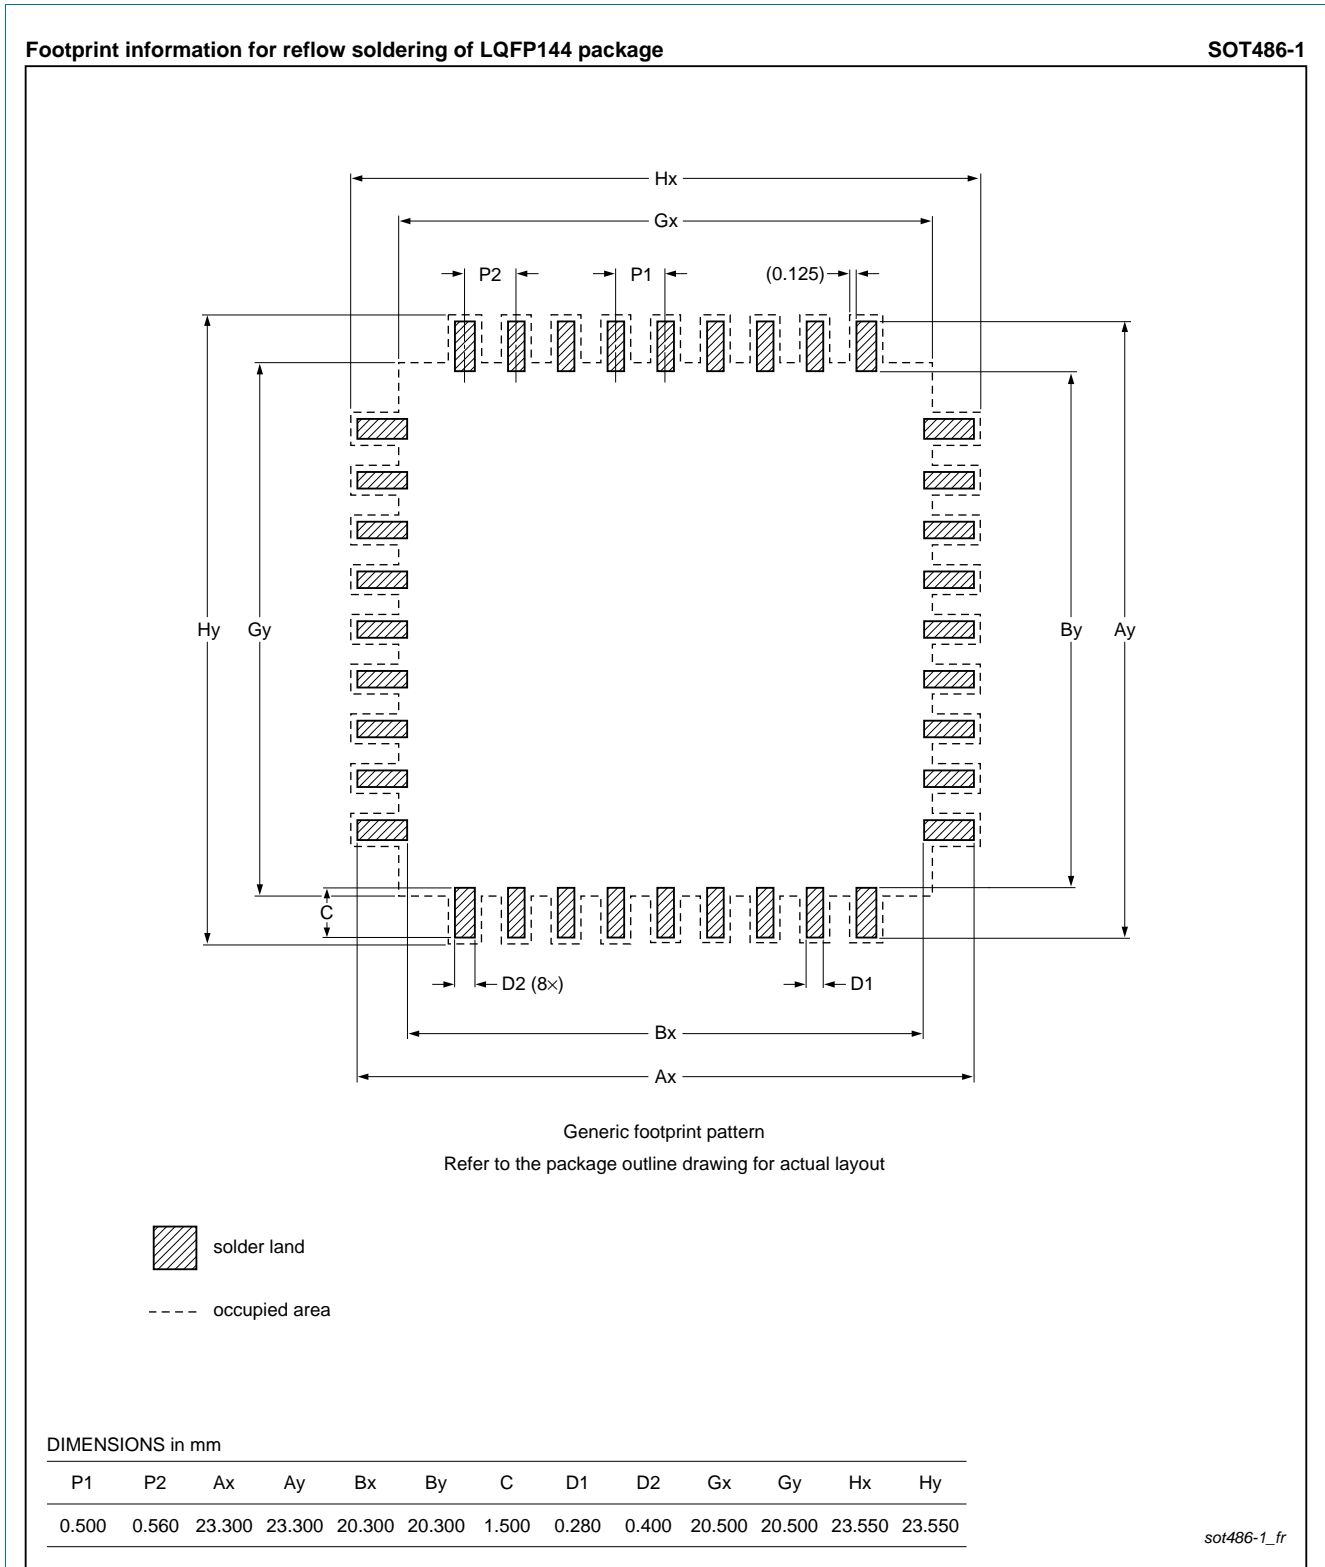 Footprint information for reflow soldering of LQFP144 package SOT486-1
Hx
Gx
P2 P1 (0.125)
Hy Gy By Ay
C
D2 (8×) D1
Bx
Ax
Generic footprint pattern
Refer to the package outline drawing for actual layout
solder land
occupied area
DIMENSIONS in mm
P1 P2 Ax Ay Bx By C D1 D2 Gx Gy Hx Hy
0.500 0.560 23.300 23.300 20.300 20.300 1.500 0.280 0.400 20.500 20.500 23.550 23.550
sot486-1_fr